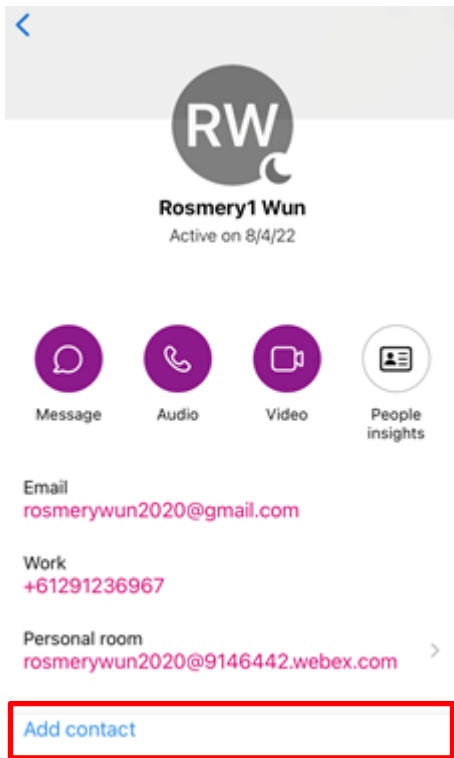 RW
Rosmery1 Wun
Active on 8/4/22
Message Audio Video People
insights
Email
rosmerywun2020@gmail.com
Work
+61291236967
Personal room
rosmerywun2020@9146442.webex.com
Add contact